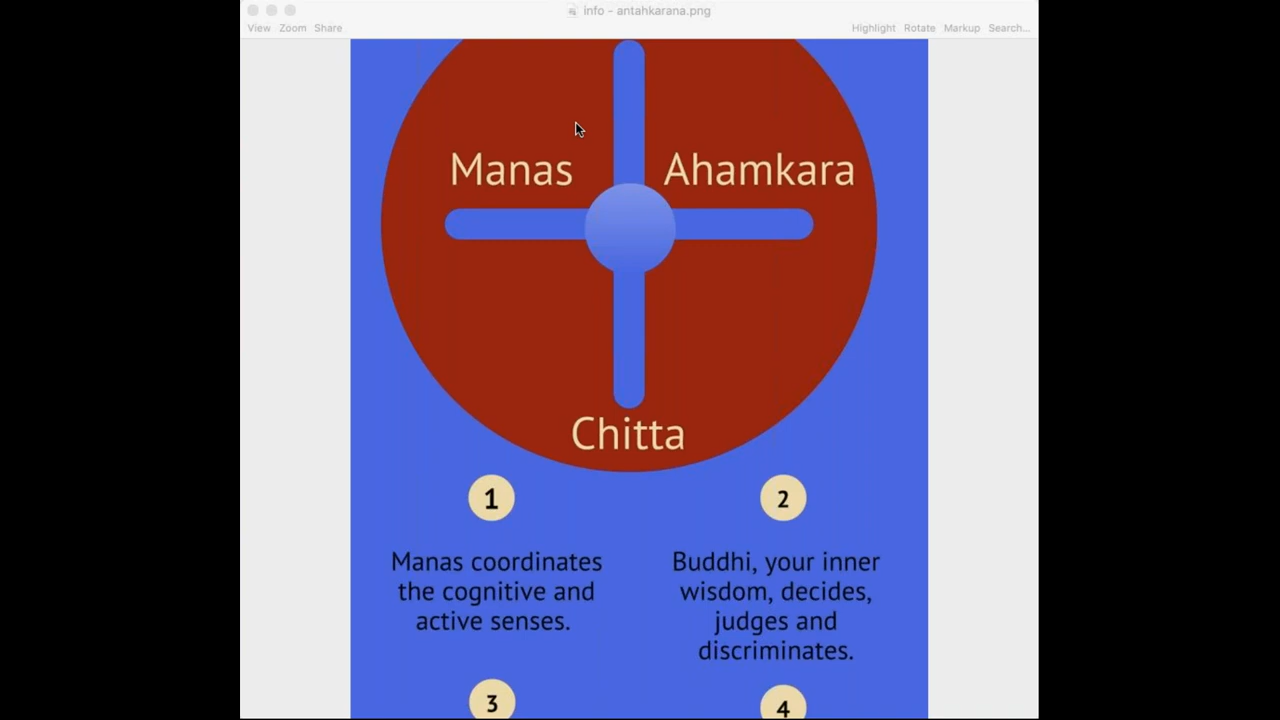 info - antahkarana.png
View Zoom Share
Highlight Rotate Markup Search...
Manas
Ahamkara
Chitta
1
Manas coordinates
the cognitive and
active senses.
2
Buddhi, your inner
wisdom, decides,
judges and
discriminates.
3
4